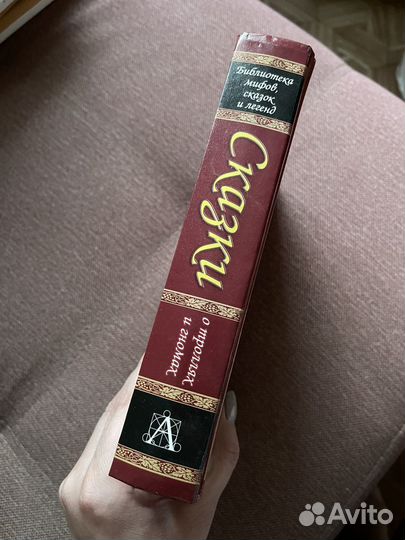 Библиотека
мифов,
сказок
и легенд
Сказки
о троллях
и гномах
А
Avito